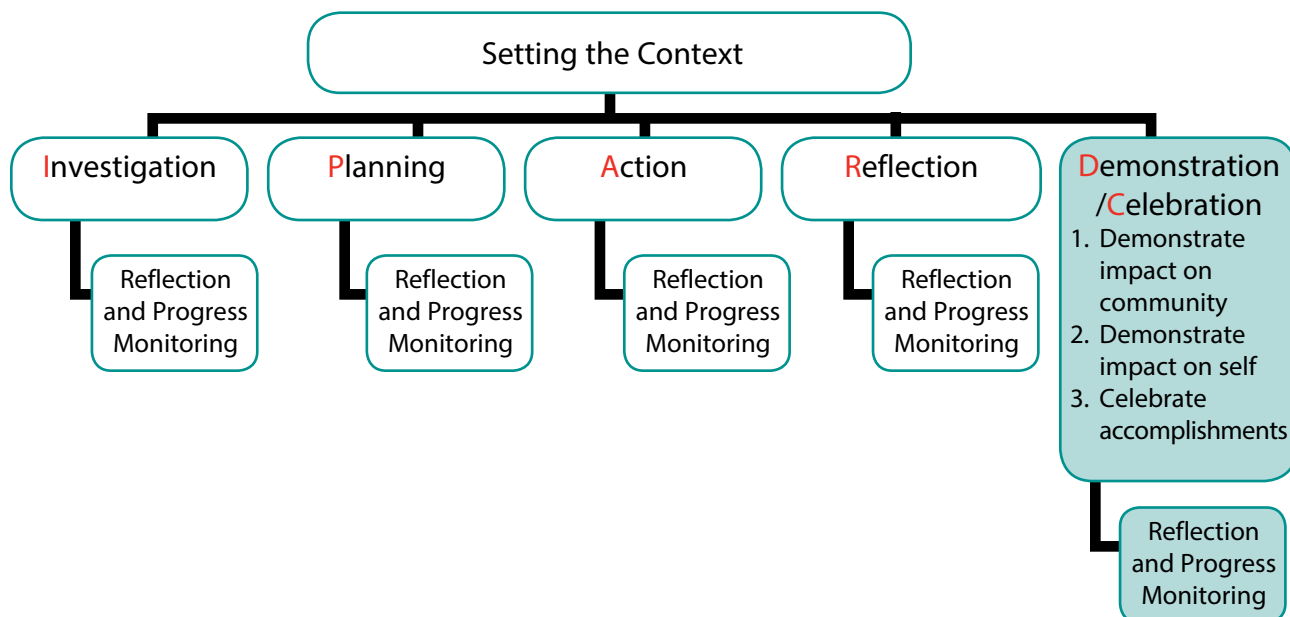 Setting the Context
Investigation
Planning
Action
Reflection
Demonstration
/Celebration
1. Demonstrate
impact on
community
2. Demonstrate
impact on self
3. Celebrate
accomplishments
Reflection
and Progress
Monitoring
Reflection
and Progress
Monitoring
Reflection
and Progress
Monitoring
Reflection
and Progress
Monitoring
Reflection
and Progress
Monitoring